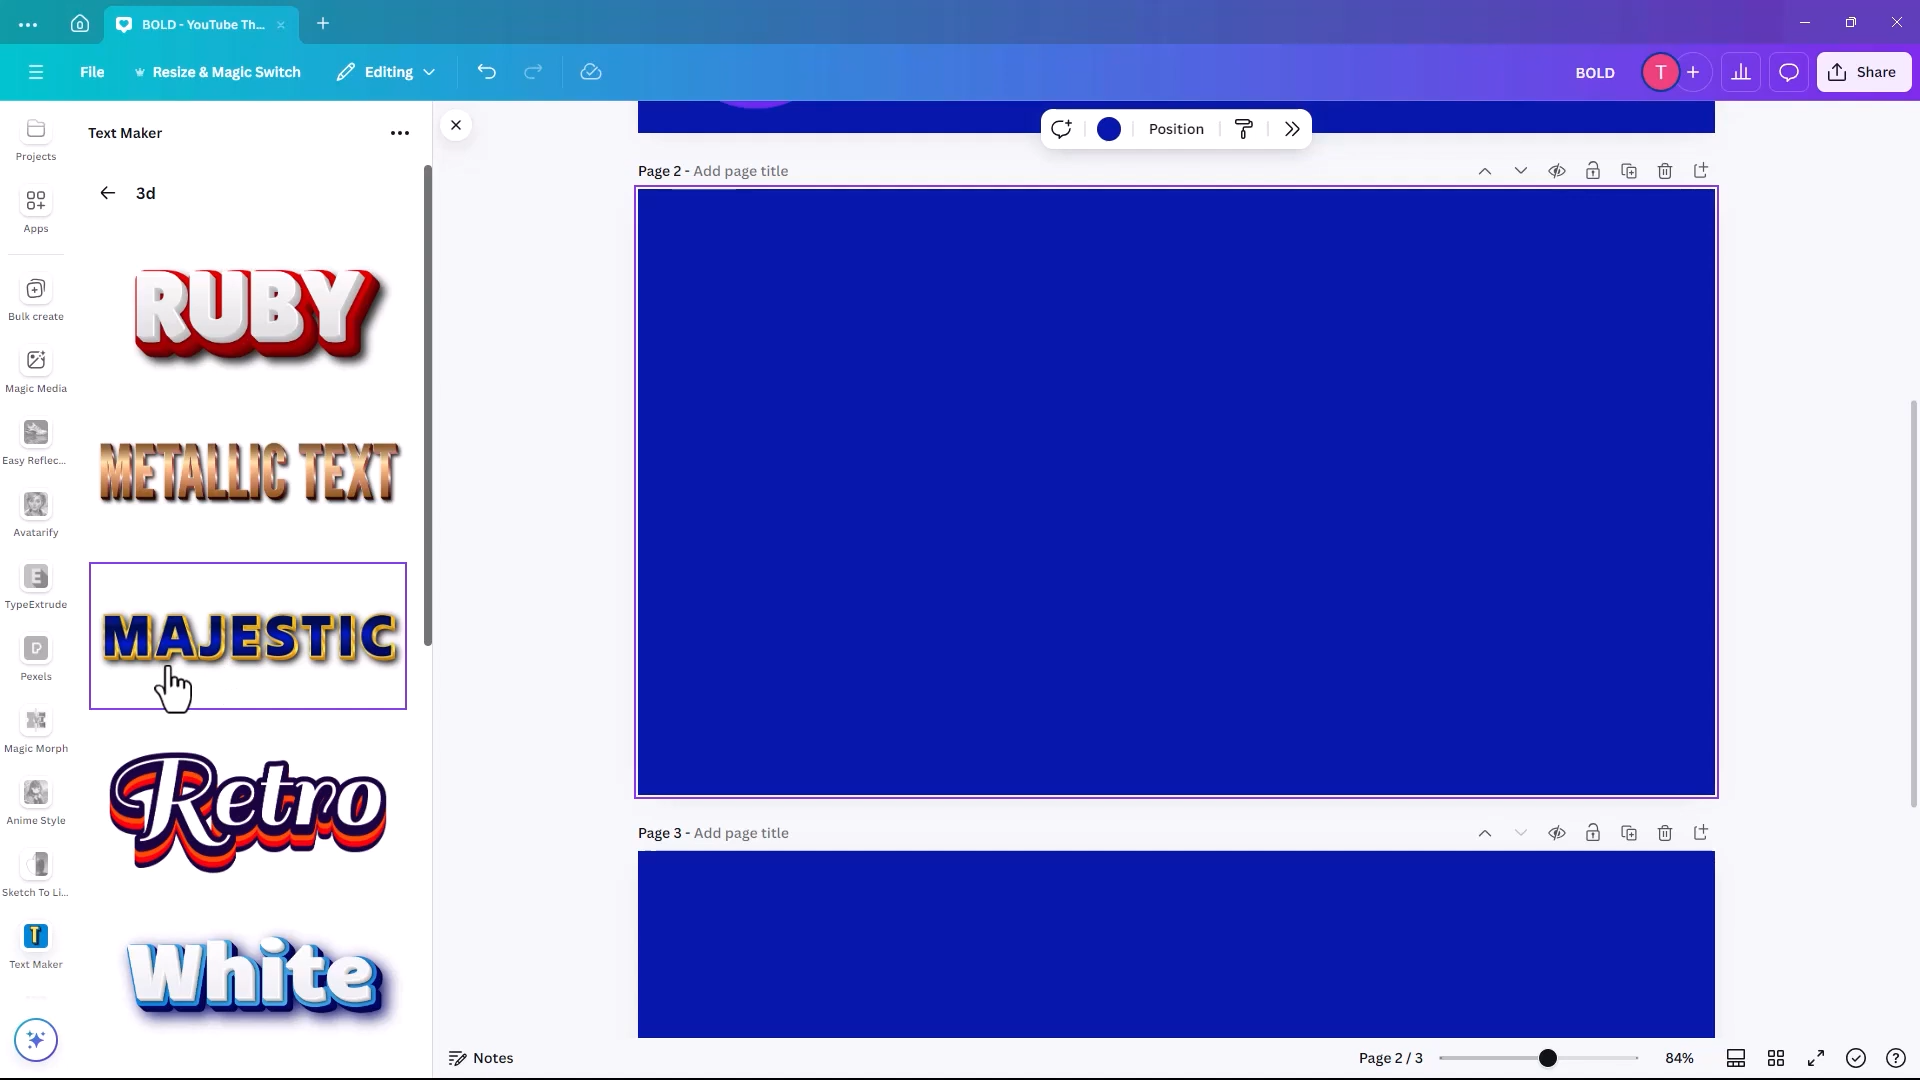 BOLD - YouTube Th...
File
Resize & Magic Switch
Editing
BOLD
T
Share
Projects
Apps
Bulk create
Magic Media
Easy Reflec...
Avatarify
TypeExtrude
Pexels
Magic Morph
Anime Style
Sketch To Li...
Text Maker
Text Maker
3d
RUBY
METALLIC TEXT
MAJESTIC
Retro
White
Position
Page 2 - Add page title
Page 3 - Add page title
Notes
Page 2 / 3
84%